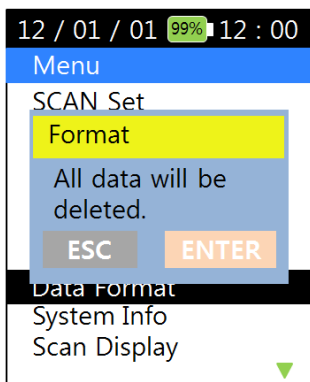 12 / 01 / 01 99% 12 : 00
Menu
SCAN Set
Format
All data will be
deleted.
ESC ENTER
Data Format
System Info
Scan Display